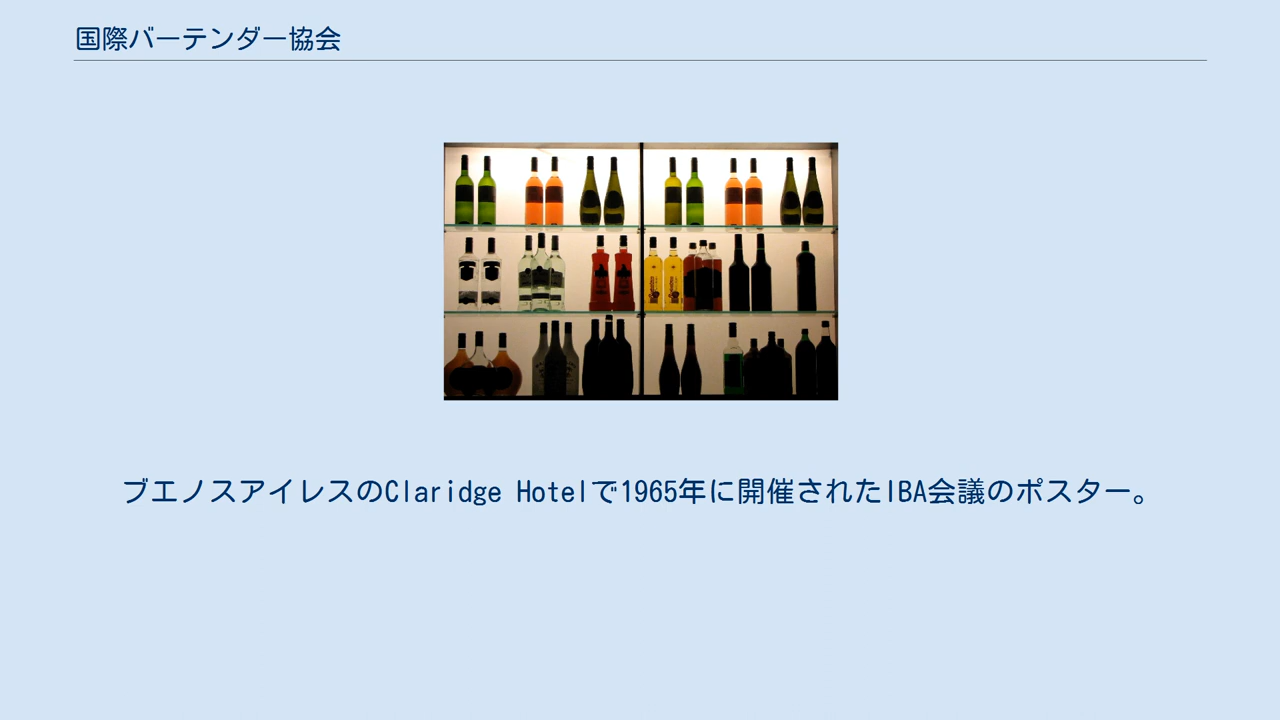 国際バーテンダー協会
ブエノスアイレスのClaridge Hotelで1965年に開催されたIBA会議のポスター。